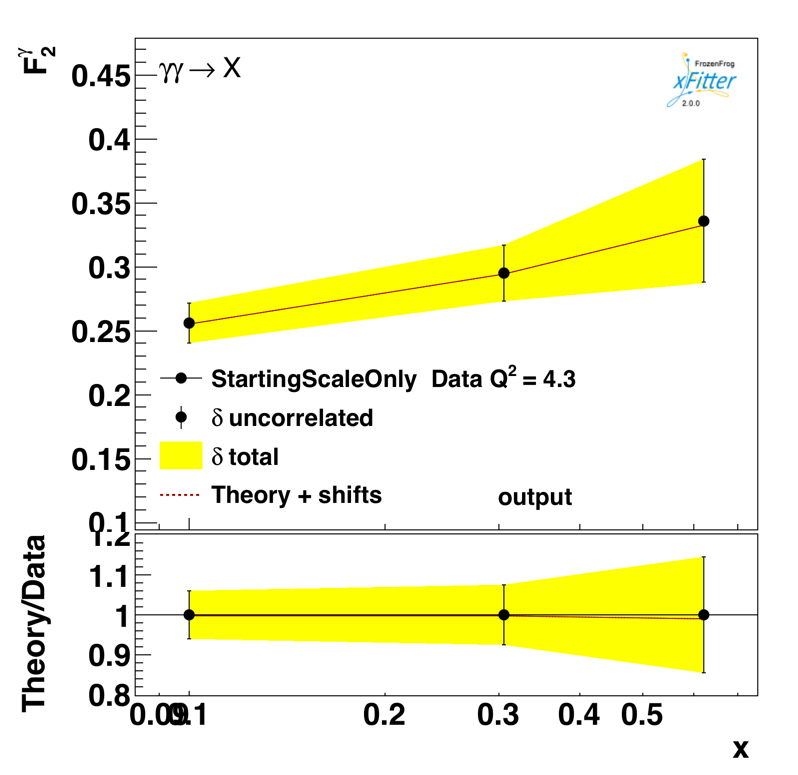 F₂^γ
γγ → X
FrozenFrog
xFitter
2.0.0
0.45
0.4
0.35
0.3
0.25
0.2
0.15
0.1
StartingScaleOnly Data Q² = 4.3
δ uncorrelated
δ total
Theory + shifts output
Theory/Data
1.2
1.1
1
0.9
0.8
0.09 0.1 0.2 0.3 0.4 0.5
x